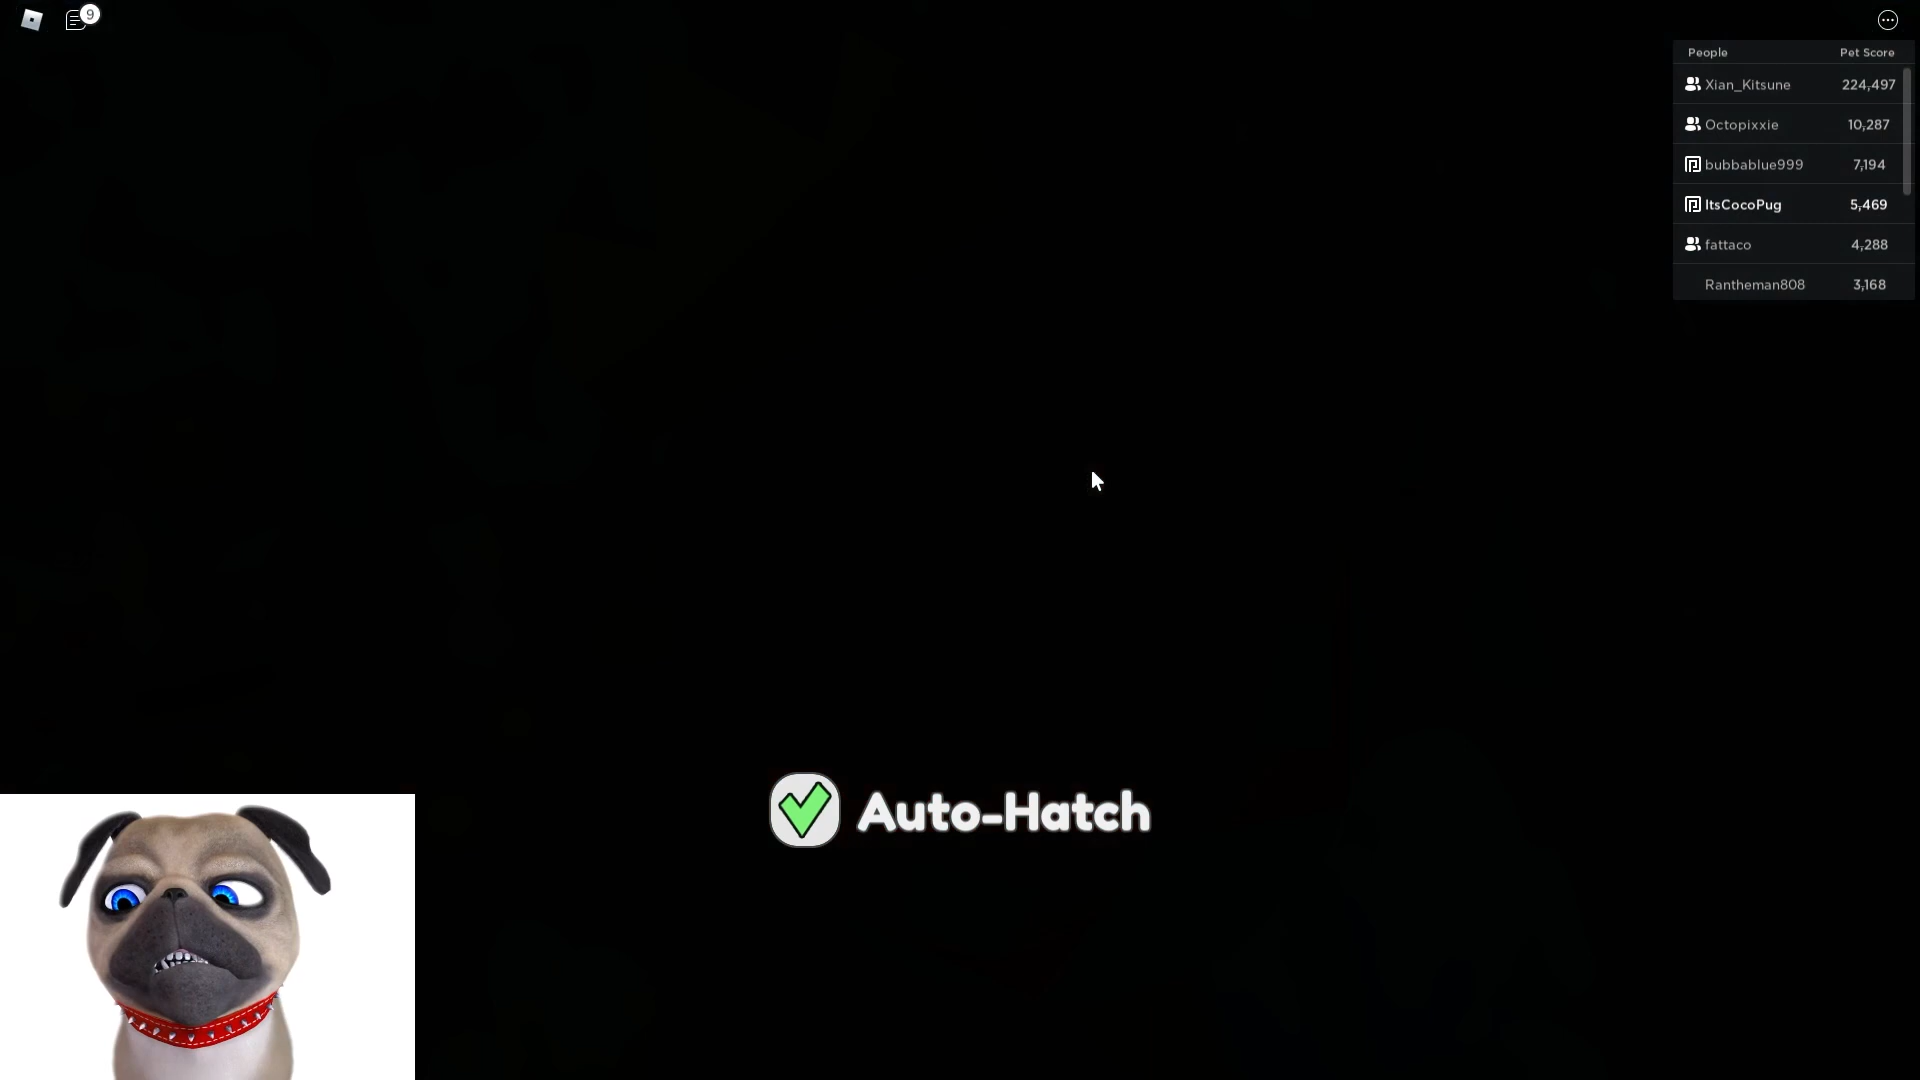 9
People Pet Score
Xian_Kitsune 224,497
Octopixxie 10,287
bubbablue999 7,194
ItsCocoPug 5,469
fattaco 4,288
Rantheman808 3,168
Auto-Hatch